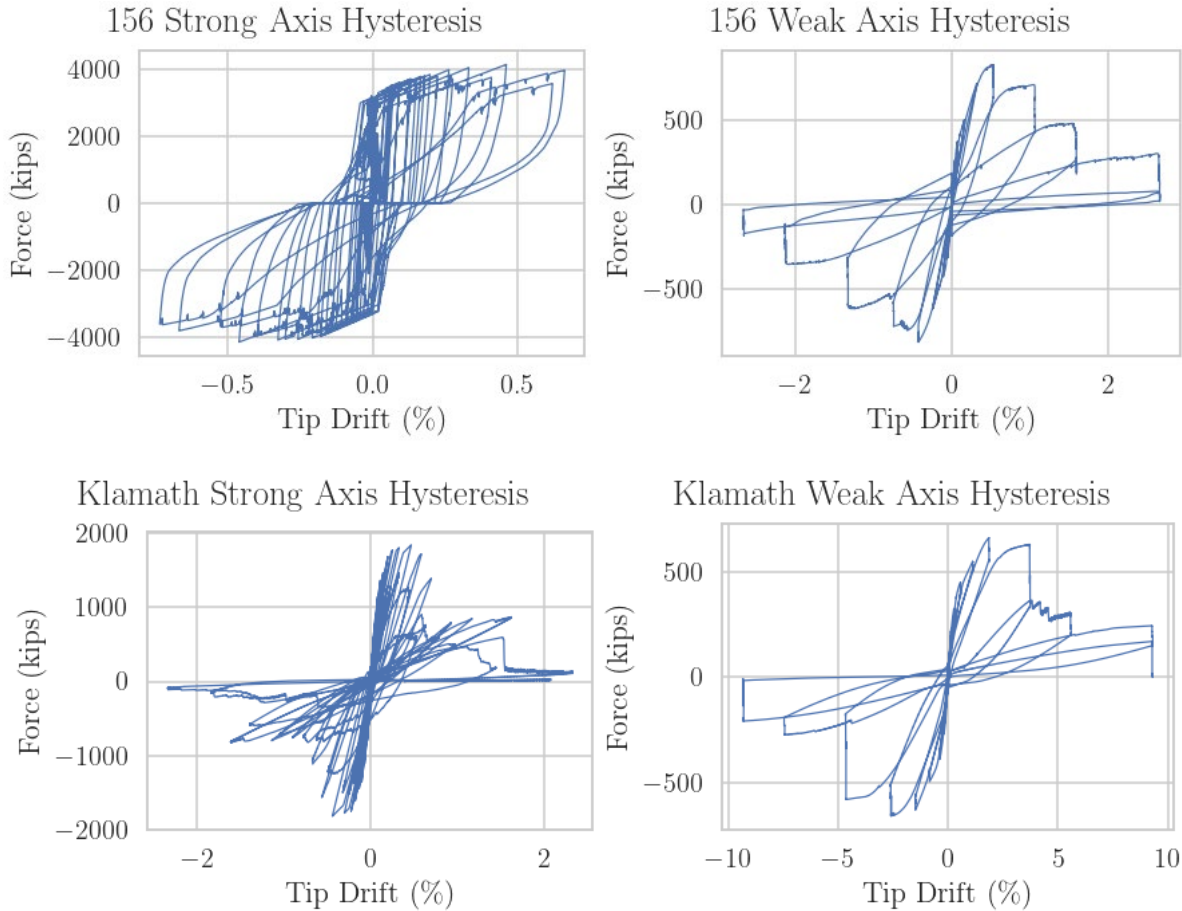 156 Strong Axis Hysteresis
4000
2000
0
−2000
−4000
Force (kips)
−0.5
0.0
0.5
Tip Drift (%)
156 Weak Axis Hysteresis
500
0
−500
Force (kips)
−2
0
2
Tip Drift (%)
Klamath Strong Axis Hysteresis
2000
1000
0
−1000
−2000
Force (kips)
−2
0
2
Tip Drift (%)
Klamath Weak Axis Hysteresis
500
0
−500
Force (kips)
−10
−5
0
5
10
Tip Drift (%)